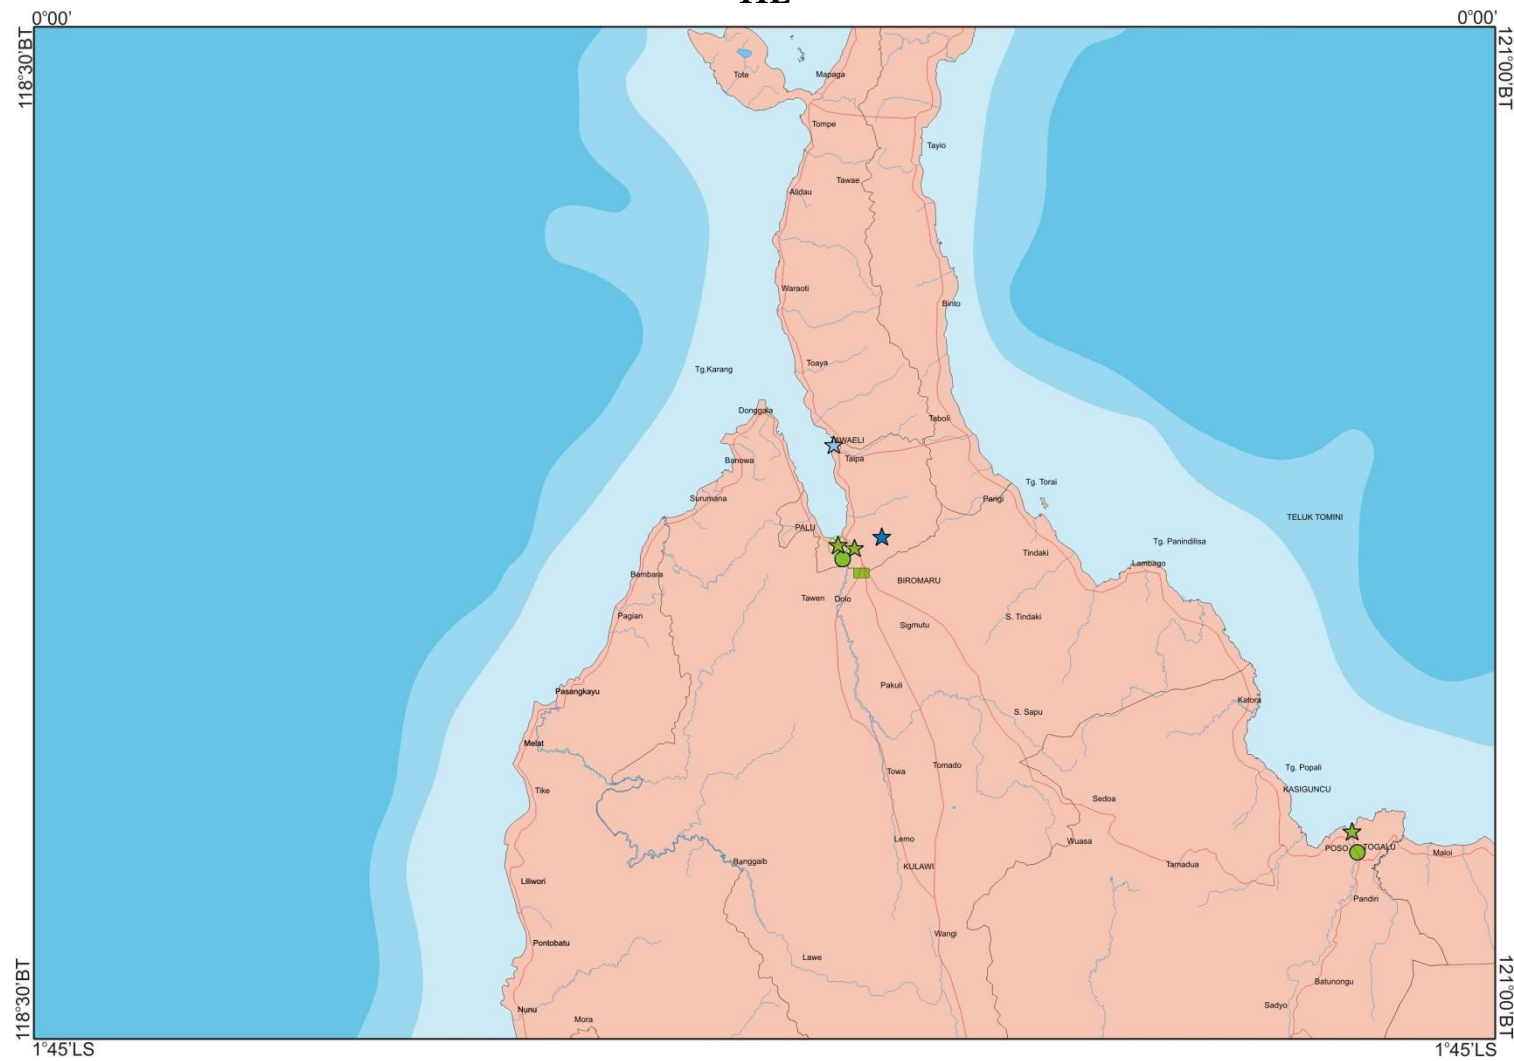 0°00'
0°00'
118°30'BT
121°00'BT
Tote
Mapaga
Tompe
Tayio
Tawae
Alidau
Waraoti
Binto
Toaya
Tg.Karang
Donggala
Taboli
WAELI
Taipa
Banowa
Tg. Torai
Surumana
Pangi
TELUK TOMINI
PALU
Tg. Panindilisa
Tindaki
Lambago
Bambara
BIROMARU
Tawen
Dolo
Pagian
S. Tindaki
Sigmutu
Pakuli
Pasangkayu
Katora
S. Sapu
Melat
Tomado
Tg. Popali
Towa
KASIGUNCU
Tike
Sedoa
Lemo
Wuasa
POSO
TOGALU
Maloi
Banggaib
Tamadua
KULAWI
Liliwori
Pandiri
Wangi
Pontobatu
Lawe
118°30'BT
121°00'BT
Batunongu
Sadyo
Nunu
Mora
1°45'LS
1°45'LS